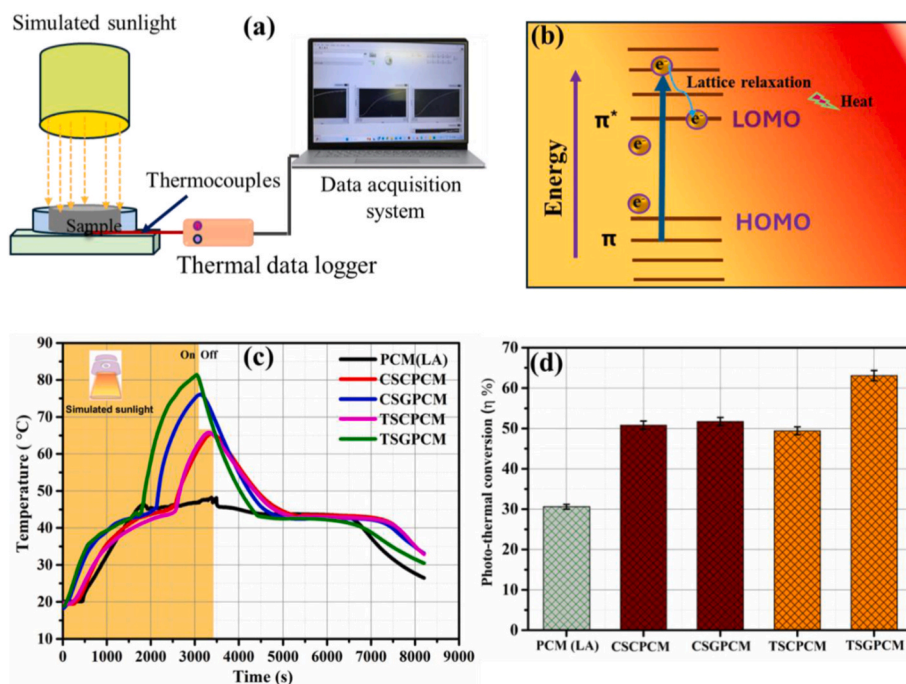 Simulated sunlight
(a)
Thermocouples
Sample
Data acquisition
system
Thermal data logger
(b)
e-
Lattice relaxation
Heat
π*
e-
LOMO
e-
Energy
e-
HOMO
π
(c)
On Off
Simulated sunlight
PCM(LA)
CSCPCM
CSGPCM
TSCPCM
TSGPCM
Temperature ( °C)
90
80
70
60
50
40
30
20
10
0 1000 2000 3000 4000 5000 6000 7000 8000 9000
Time (s)
(d)
Photo-thermal conversion (η %)
70
60
50
40
30
20
10
0
PCM (LA) CSCPCM CSGPCM TSCPCM TSGPCM